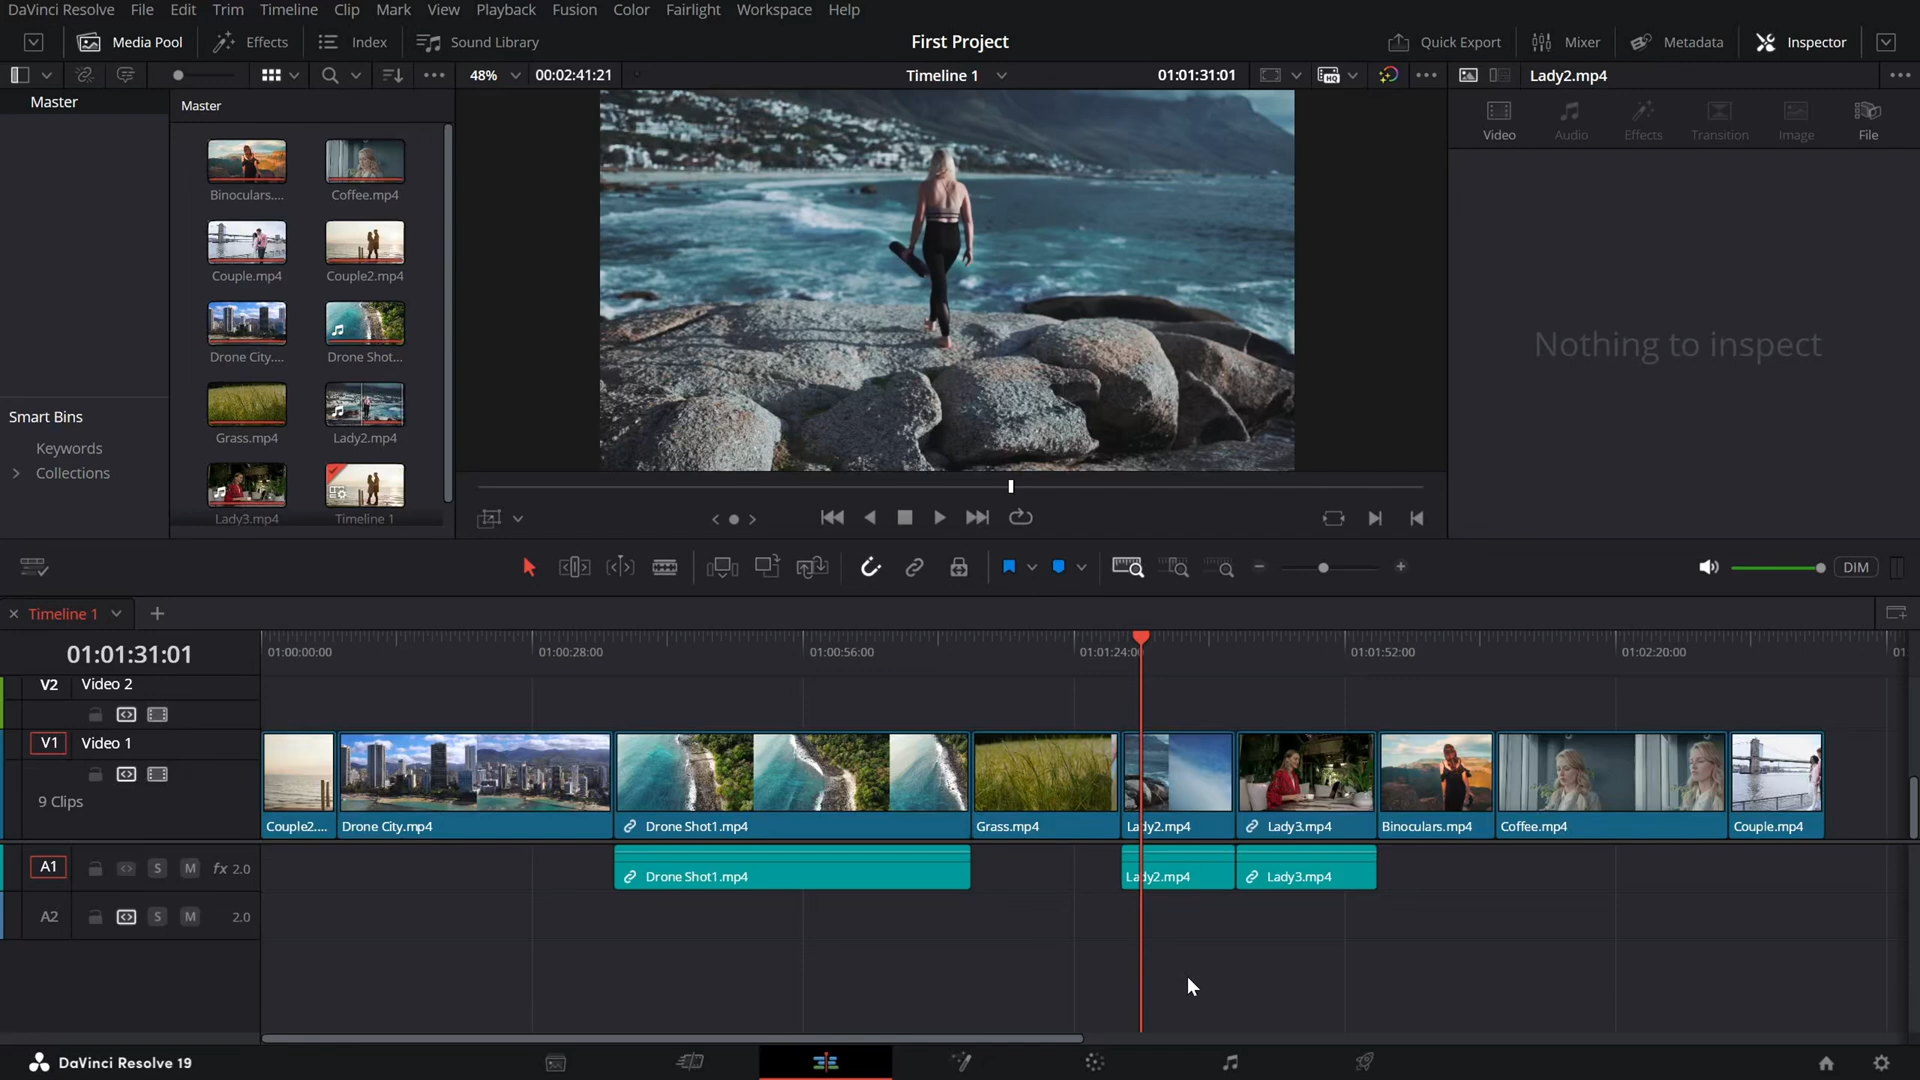 DaVinci Resolve File Edit Trim Timeline Clip Mark View Playback Fusion Color Fairlight Workspace Help
Media Pool Effects Index Sound Library First Project Quick Export Mixer Metadata Inspector
48% 00:02:41:21 Timeline 1 01:01:31:01 Lady2.mp4
Master
Master
Video Audio Effects Transition Image File
Binoculars.... Coffee.mp4
Couple.mp4 Couple2.mp4
Drone City.... Drone Shot...
Grass.mp4 Lady2.mp4
Lady3.mp4 Timeline 1
Smart Bins
Keywords
Collections
Nothing to inspect
HQ
DIM
Timeline 1
01:01:31:01
01:00:00:00 01:00:28:00 01:00:56:00 01:01:24:00 01:01:52:00 01:02:20:00 01
V2 Video 2
V1 Video 1
9 Clips
Couple2.... Drone City.mp4 Drone Shot1.mp4 Grass.mp4 Lady2.mp4 Lady3.mp4 Binoculars.mp4 Coffee.mp4 Couple.mp4
A1 S M fx 2.0
Drone Shot1.mp4 Lady2.mp4 Lady3.mp4
A2 S M 2.0
DaVinci Resolve 19